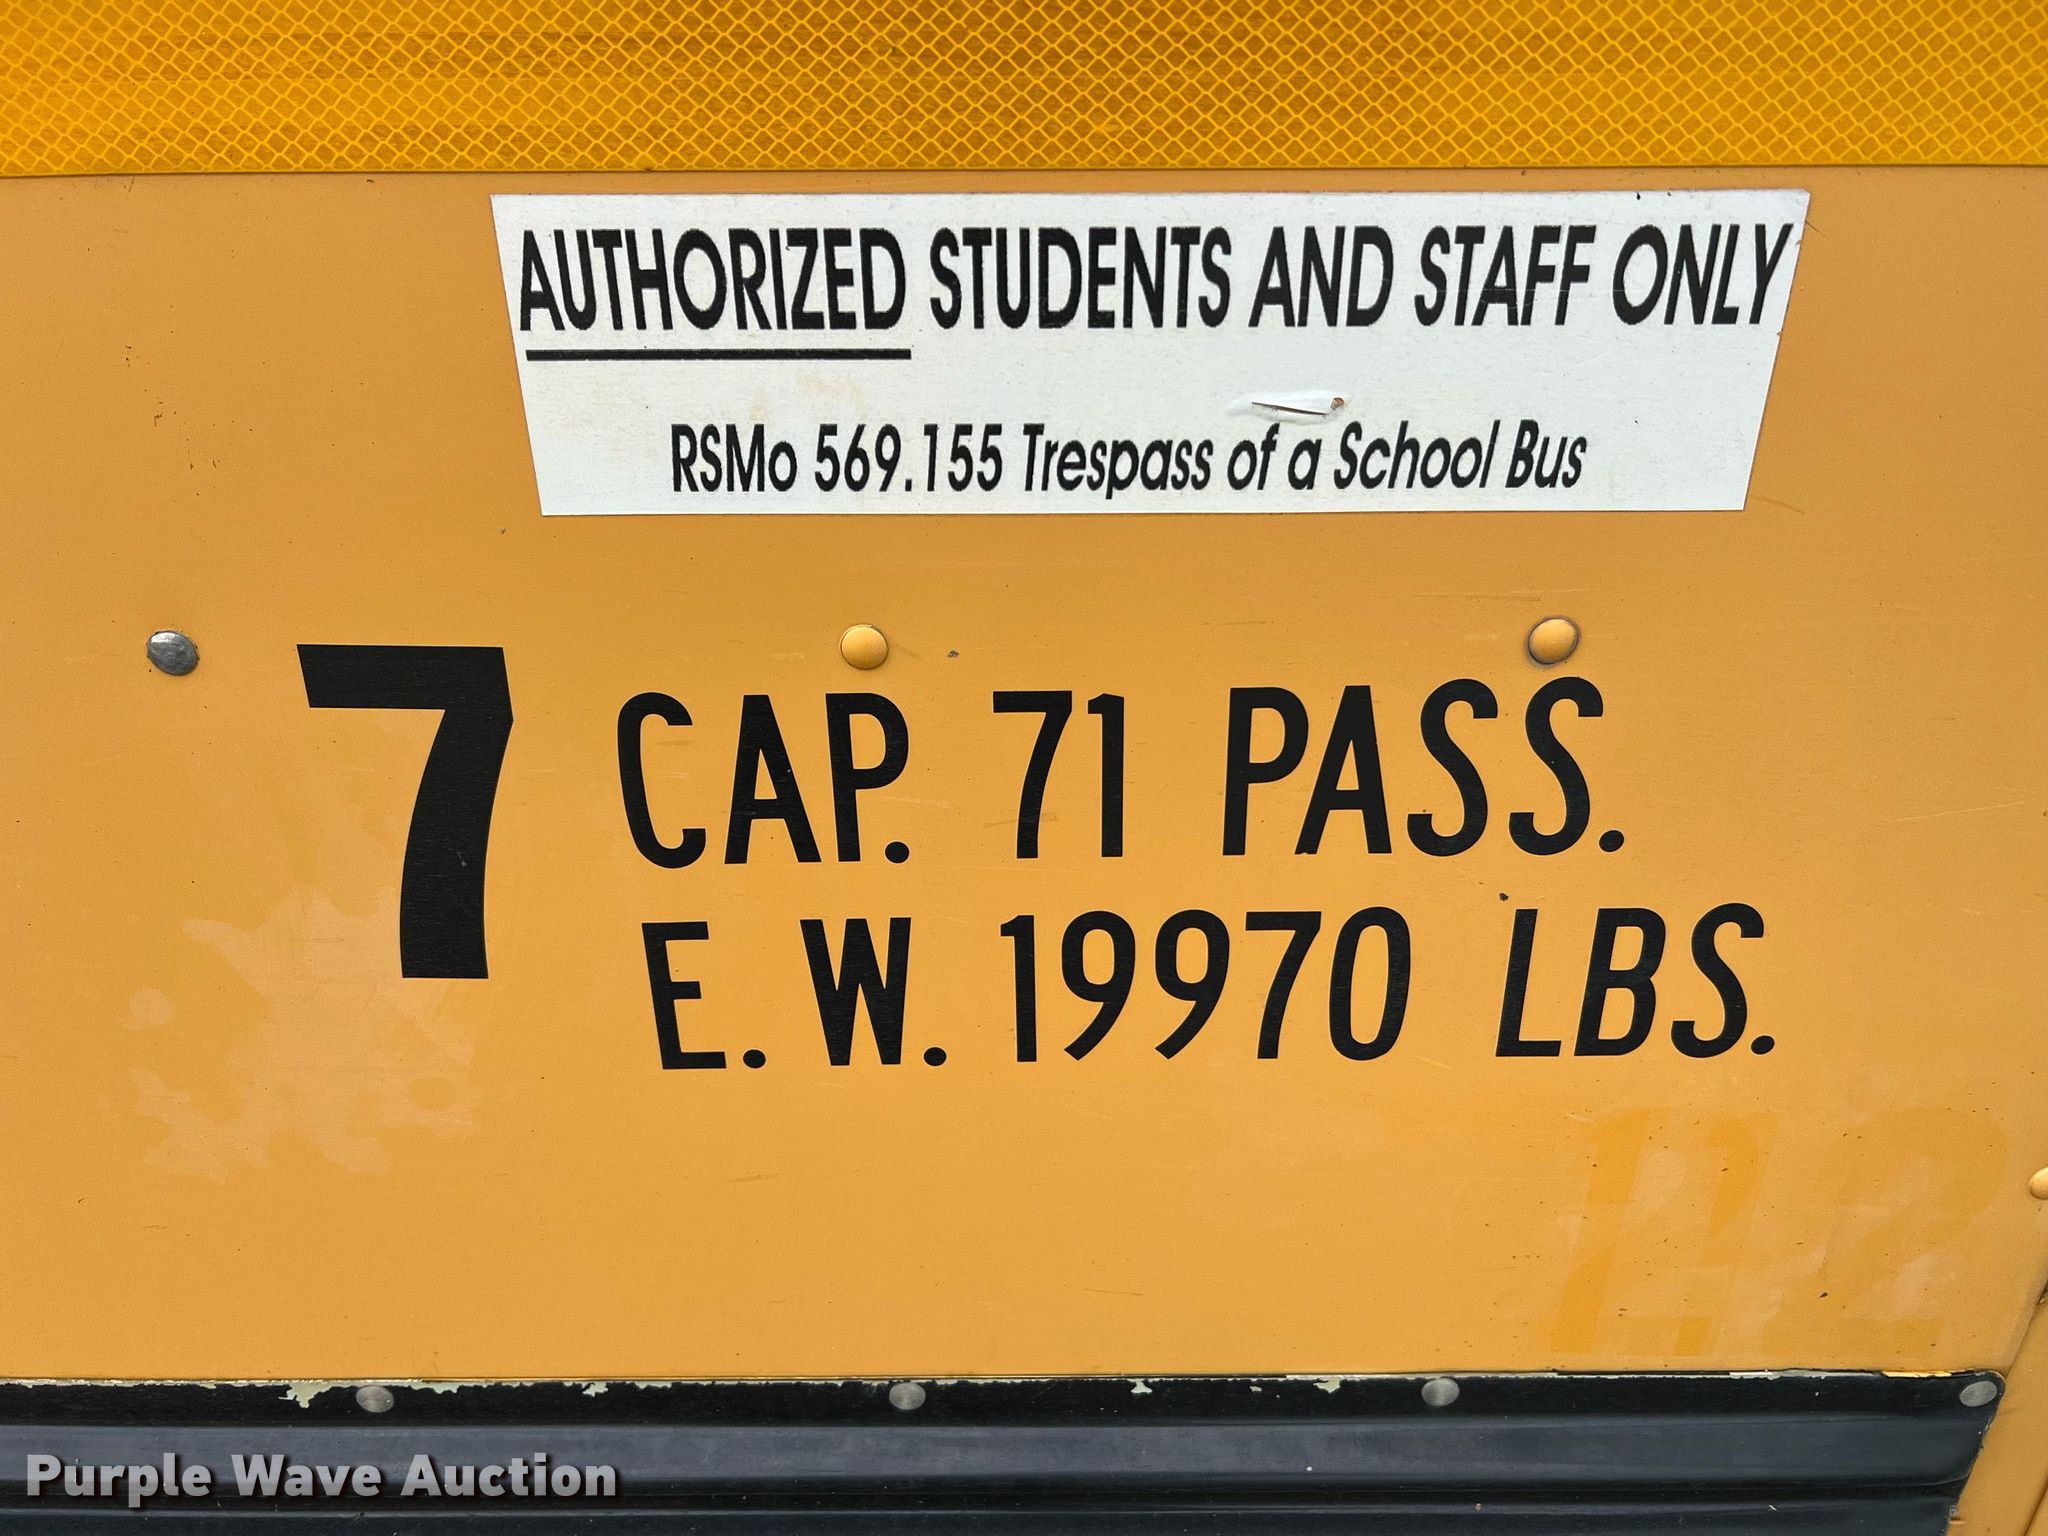 AUTHORIZED STUDENTS AND STAFF ONLY
RSMo 569.155 Trespass of a School Bus
7
CAP. 71 PASS.
E.W. 19970 LBS.
Purple Wave Auction